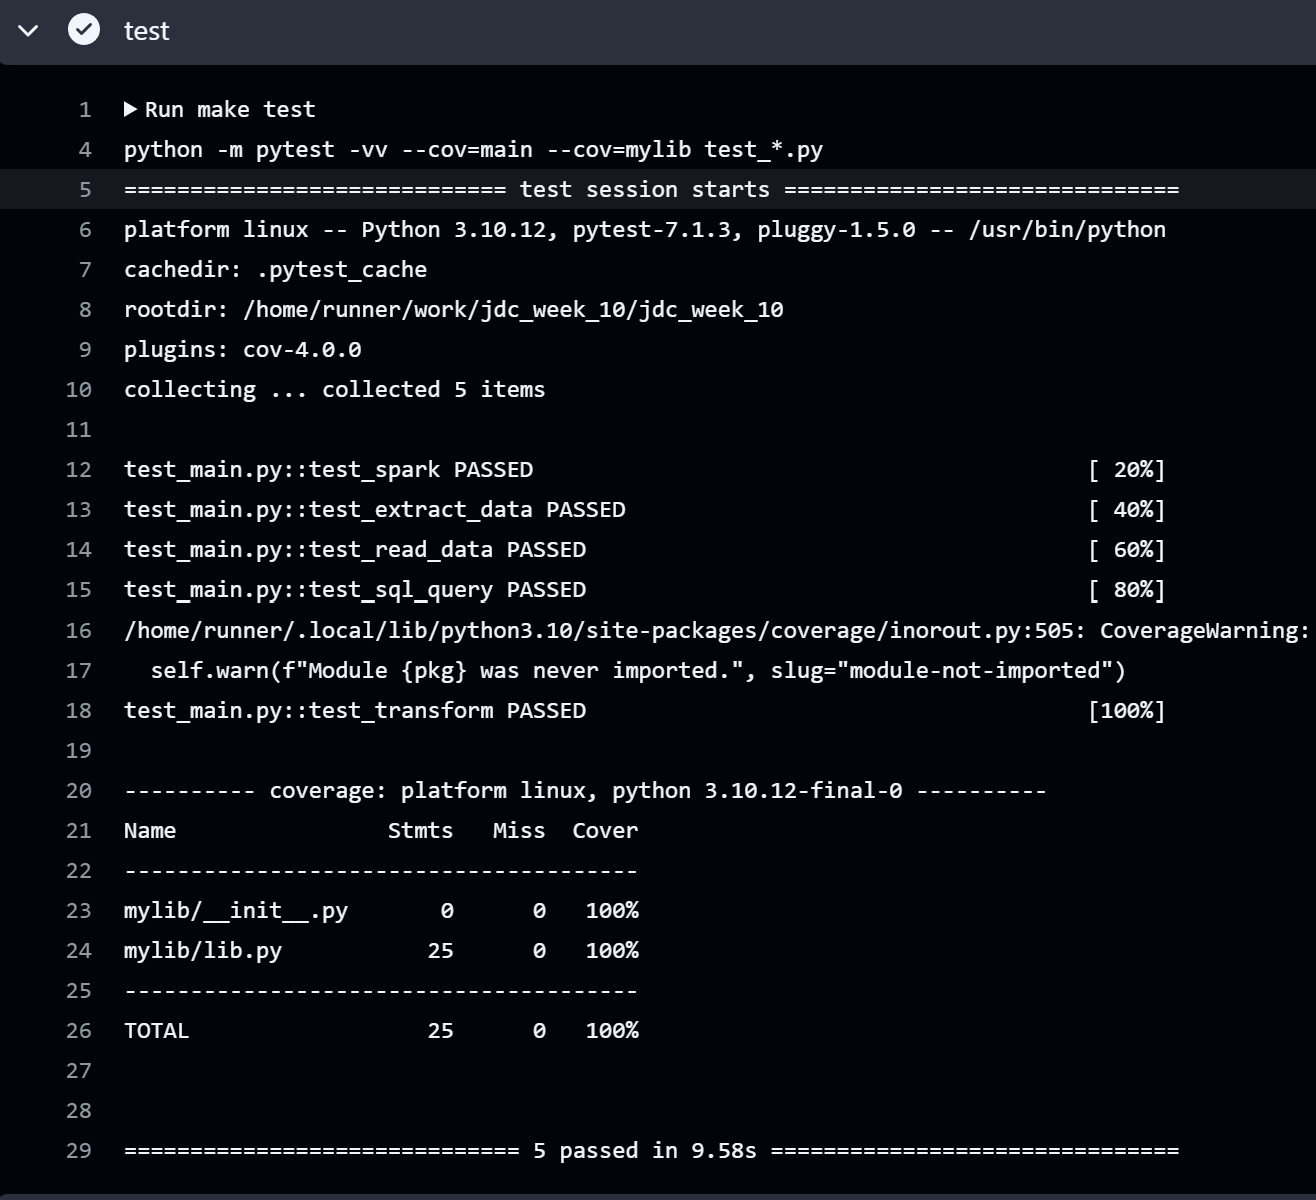 test
1 Run make test
4 python -m pytest -vv --cov=main --cov=mylib test_*.py
5 ============================= test session starts ==============================
6 platform linux -- Python 3.10.12, pytest-7.1.3, pluggy-1.5.0 -- /usr/bin/python
7 cachedir: .pytest_cache
8 rootdir: /home/runner/work/jdc_week_10/jdc_week_10
9 plugins: cov-4.0.0
10 collecting ... collected 5 items
11
12 test_main.py::test_spark PASSED                                          [ 20%]
13 test_main.py::test_extract_data PASSED                                   [ 40%]
14 test_main.py::test_read_data PASSED                                      [ 60%]
15 test_main.py::test_sql_query PASSED                                      [ 80%]
16 /home/runner/.local/lib/python3.10/site-packages/coverage/inorout.py:505: CoverageWarning:
17   self.warn(f"Module {pkg} was never imported.", slug="module-not-imported")
18 test_main.py::test_transform PASSED                                      [100%]
19
20 ---------- coverage: platform linux, python 3.10.12-final-0 ----------
21 Name                Stmts   Miss  Cover
22 ---------------------------------------
23 mylib/__init__.py       0      0   100%
24 mylib/lib.py           25      0   100%
25 ---------------------------------------
26 TOTAL                  25      0   100%
27
28
29 ============================== 5 passed in 9.58s ===============================